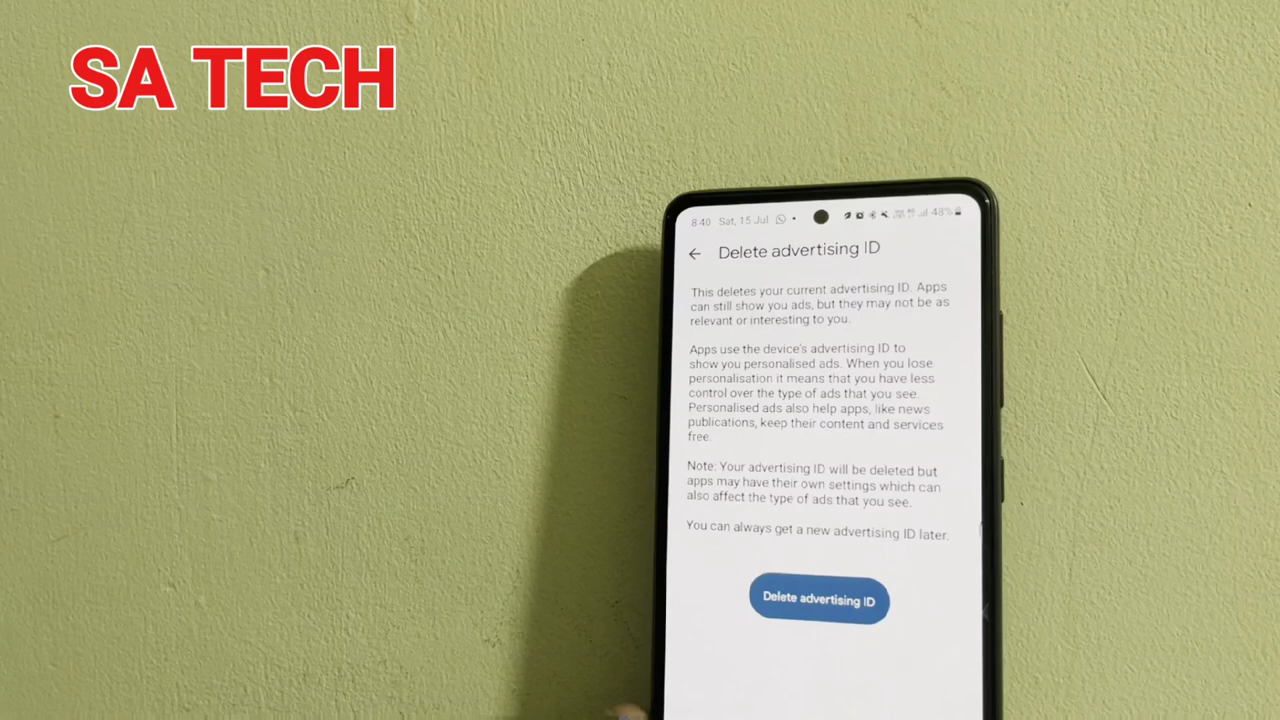 SA TECH
8:40 Sat, 15 Jul 48%
Delete advertising ID
This deletes your current advertising ID. Apps
can still show you ads, but they may not be as
relevant or interesting to you.
Apps use the device's advertising ID to
show you personalised ads. When you lose
personalisation it means that you have less
control over the type of ads that you see.
Personalised ads also help apps, like news
publications, keep their content and services
free.
Note: Your advertising ID will be deleted but
apps may have their own settings which can
also affect the type of ads that you see.
You can always get a new advertising ID later.
Delete advertising ID